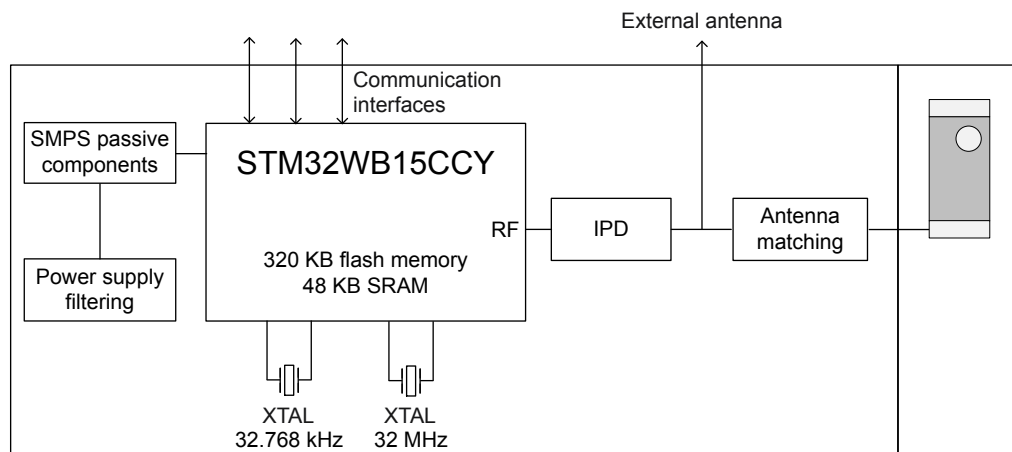 External antenna
Communication
interfaces
SMPS passive
components
STM32WB15CCY
RF
IPD
Antenna
matching
320 KB flash memory
48 KB SRAM
Power supply
filtering
XTAL
32.768 kHz
XTAL
32 MHz